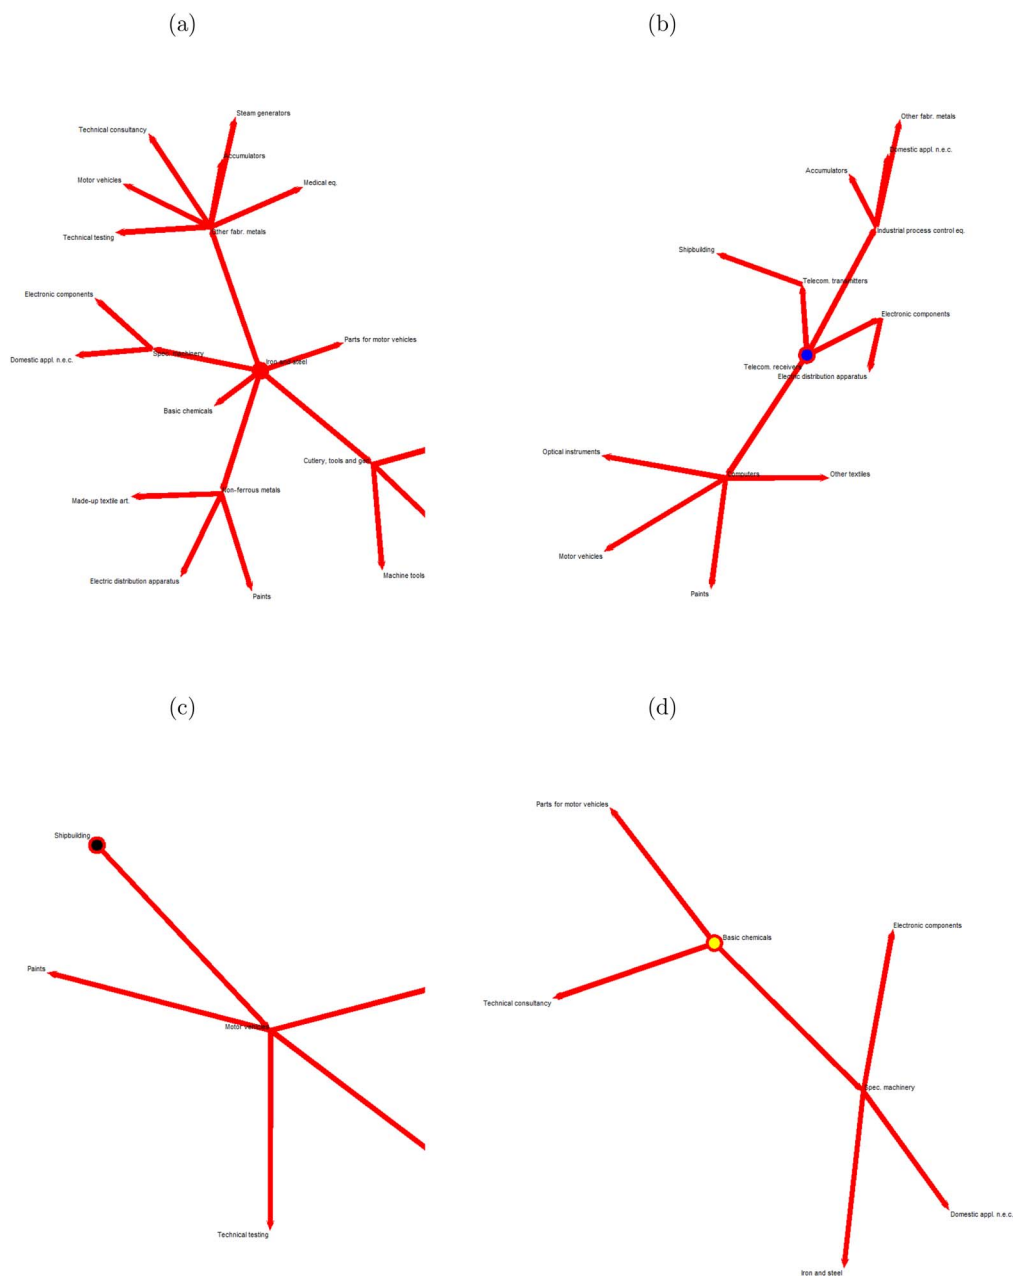 (a)
(b)
Steam generators
Technical consultancy
Accumulators
Motor vehicles
Medical eq.
Other fabr. metals
Technical testing
Electronic components
Parts for motor vehicles
Spec. machinery
Domestic appl. n.e.c.
Iron and steel
Basic chemicals
Cutlery, tools and gen.
Non-ferrous metals
Made-up textile art.
Machine tools
Electric distribution apparatus
Paints
Other fabr. metals
Domestic appl. n.e.c.
Accumulators
Industrial process control eq.
Shipbuilding
Telecom. transmitters
Electronic components
Telecom. receivers
Electric distribution apparatus
Optical instruments
Computers
Other textiles
Motor vehicles
Paints
(c)
(d)
Shipbuilding
Paints
Motor vehicles
Technical testing
Parts for motor vehicles
Electronic components
Basic chemicals
Technical consultancy
Spec. machinery
Domestic appl. n.e.c.
Iron and steel